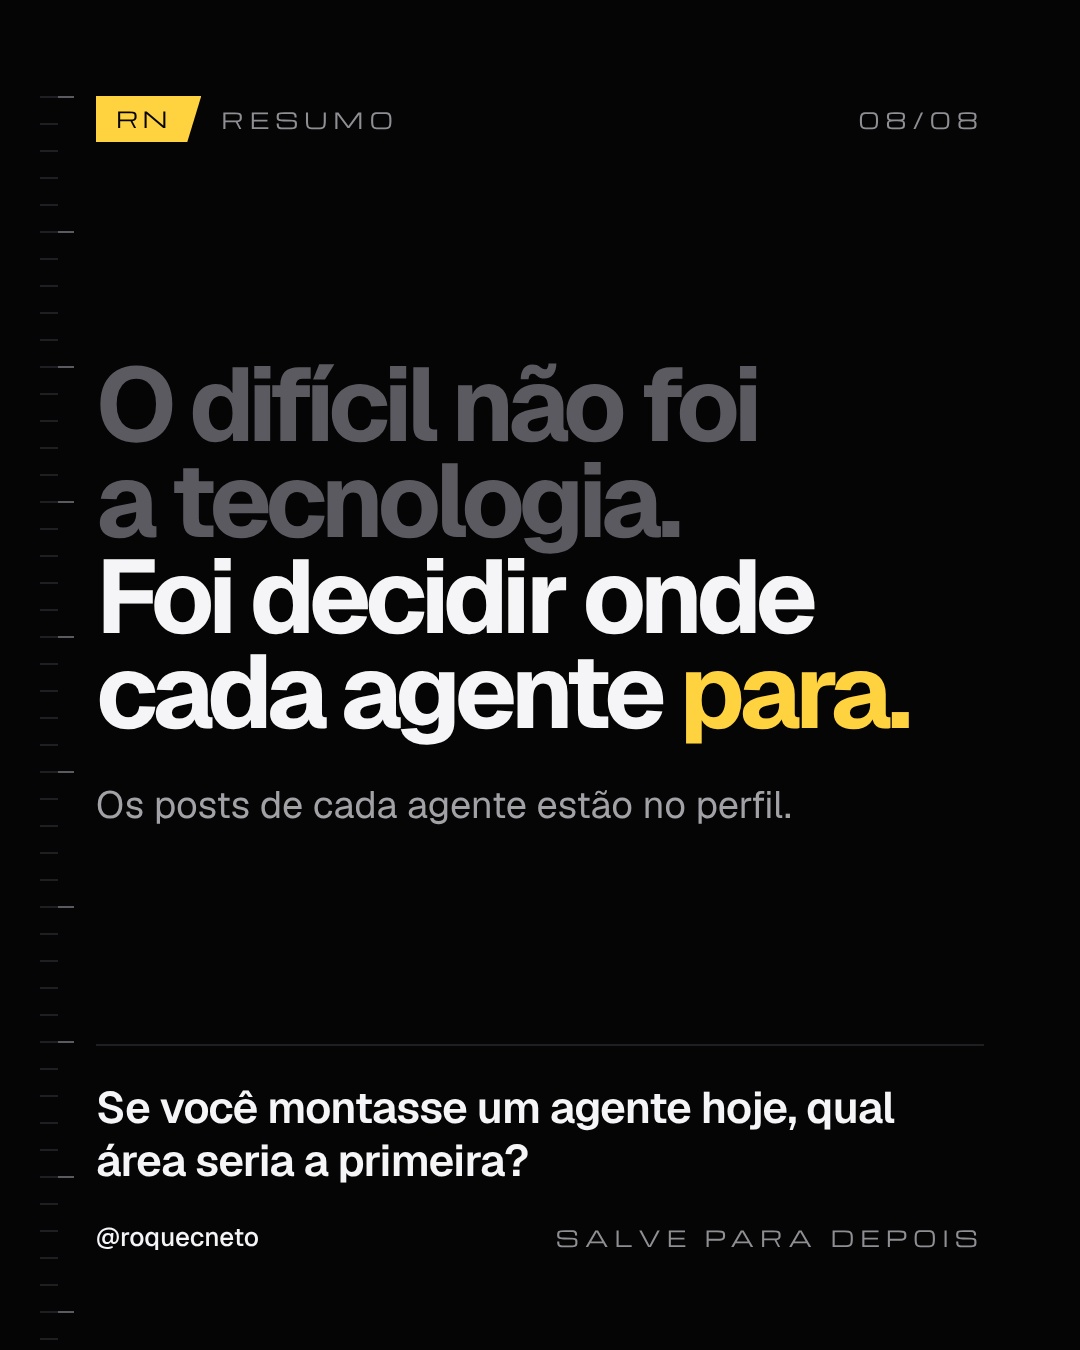 RN RESUMO 08/08
O difícil não foi
a tecnologia.
Foi decidir onde
cada agente para.
Os posts de cada agente estão no perfil.
Se você montasse um agente hoje, qual
área seria a primeira?
@roquecneto SALVE PARA DEPOIS